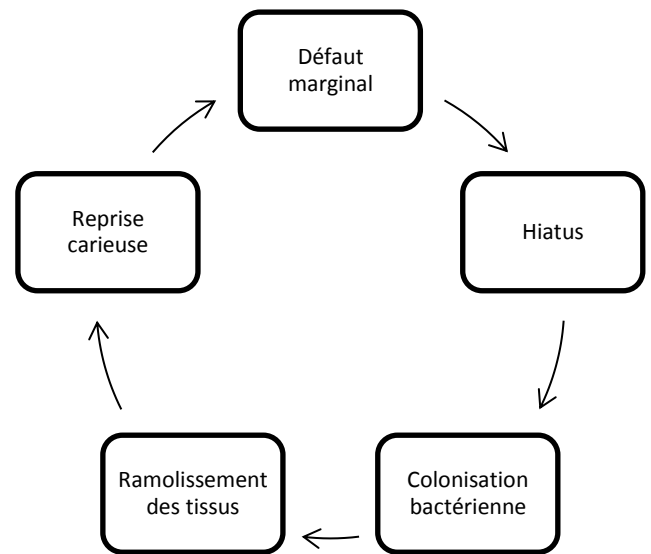 Défaut
marginal
Hiatus
Colonisation
bactérienne
Ramolissement
des tissus
Reprise
carieuse